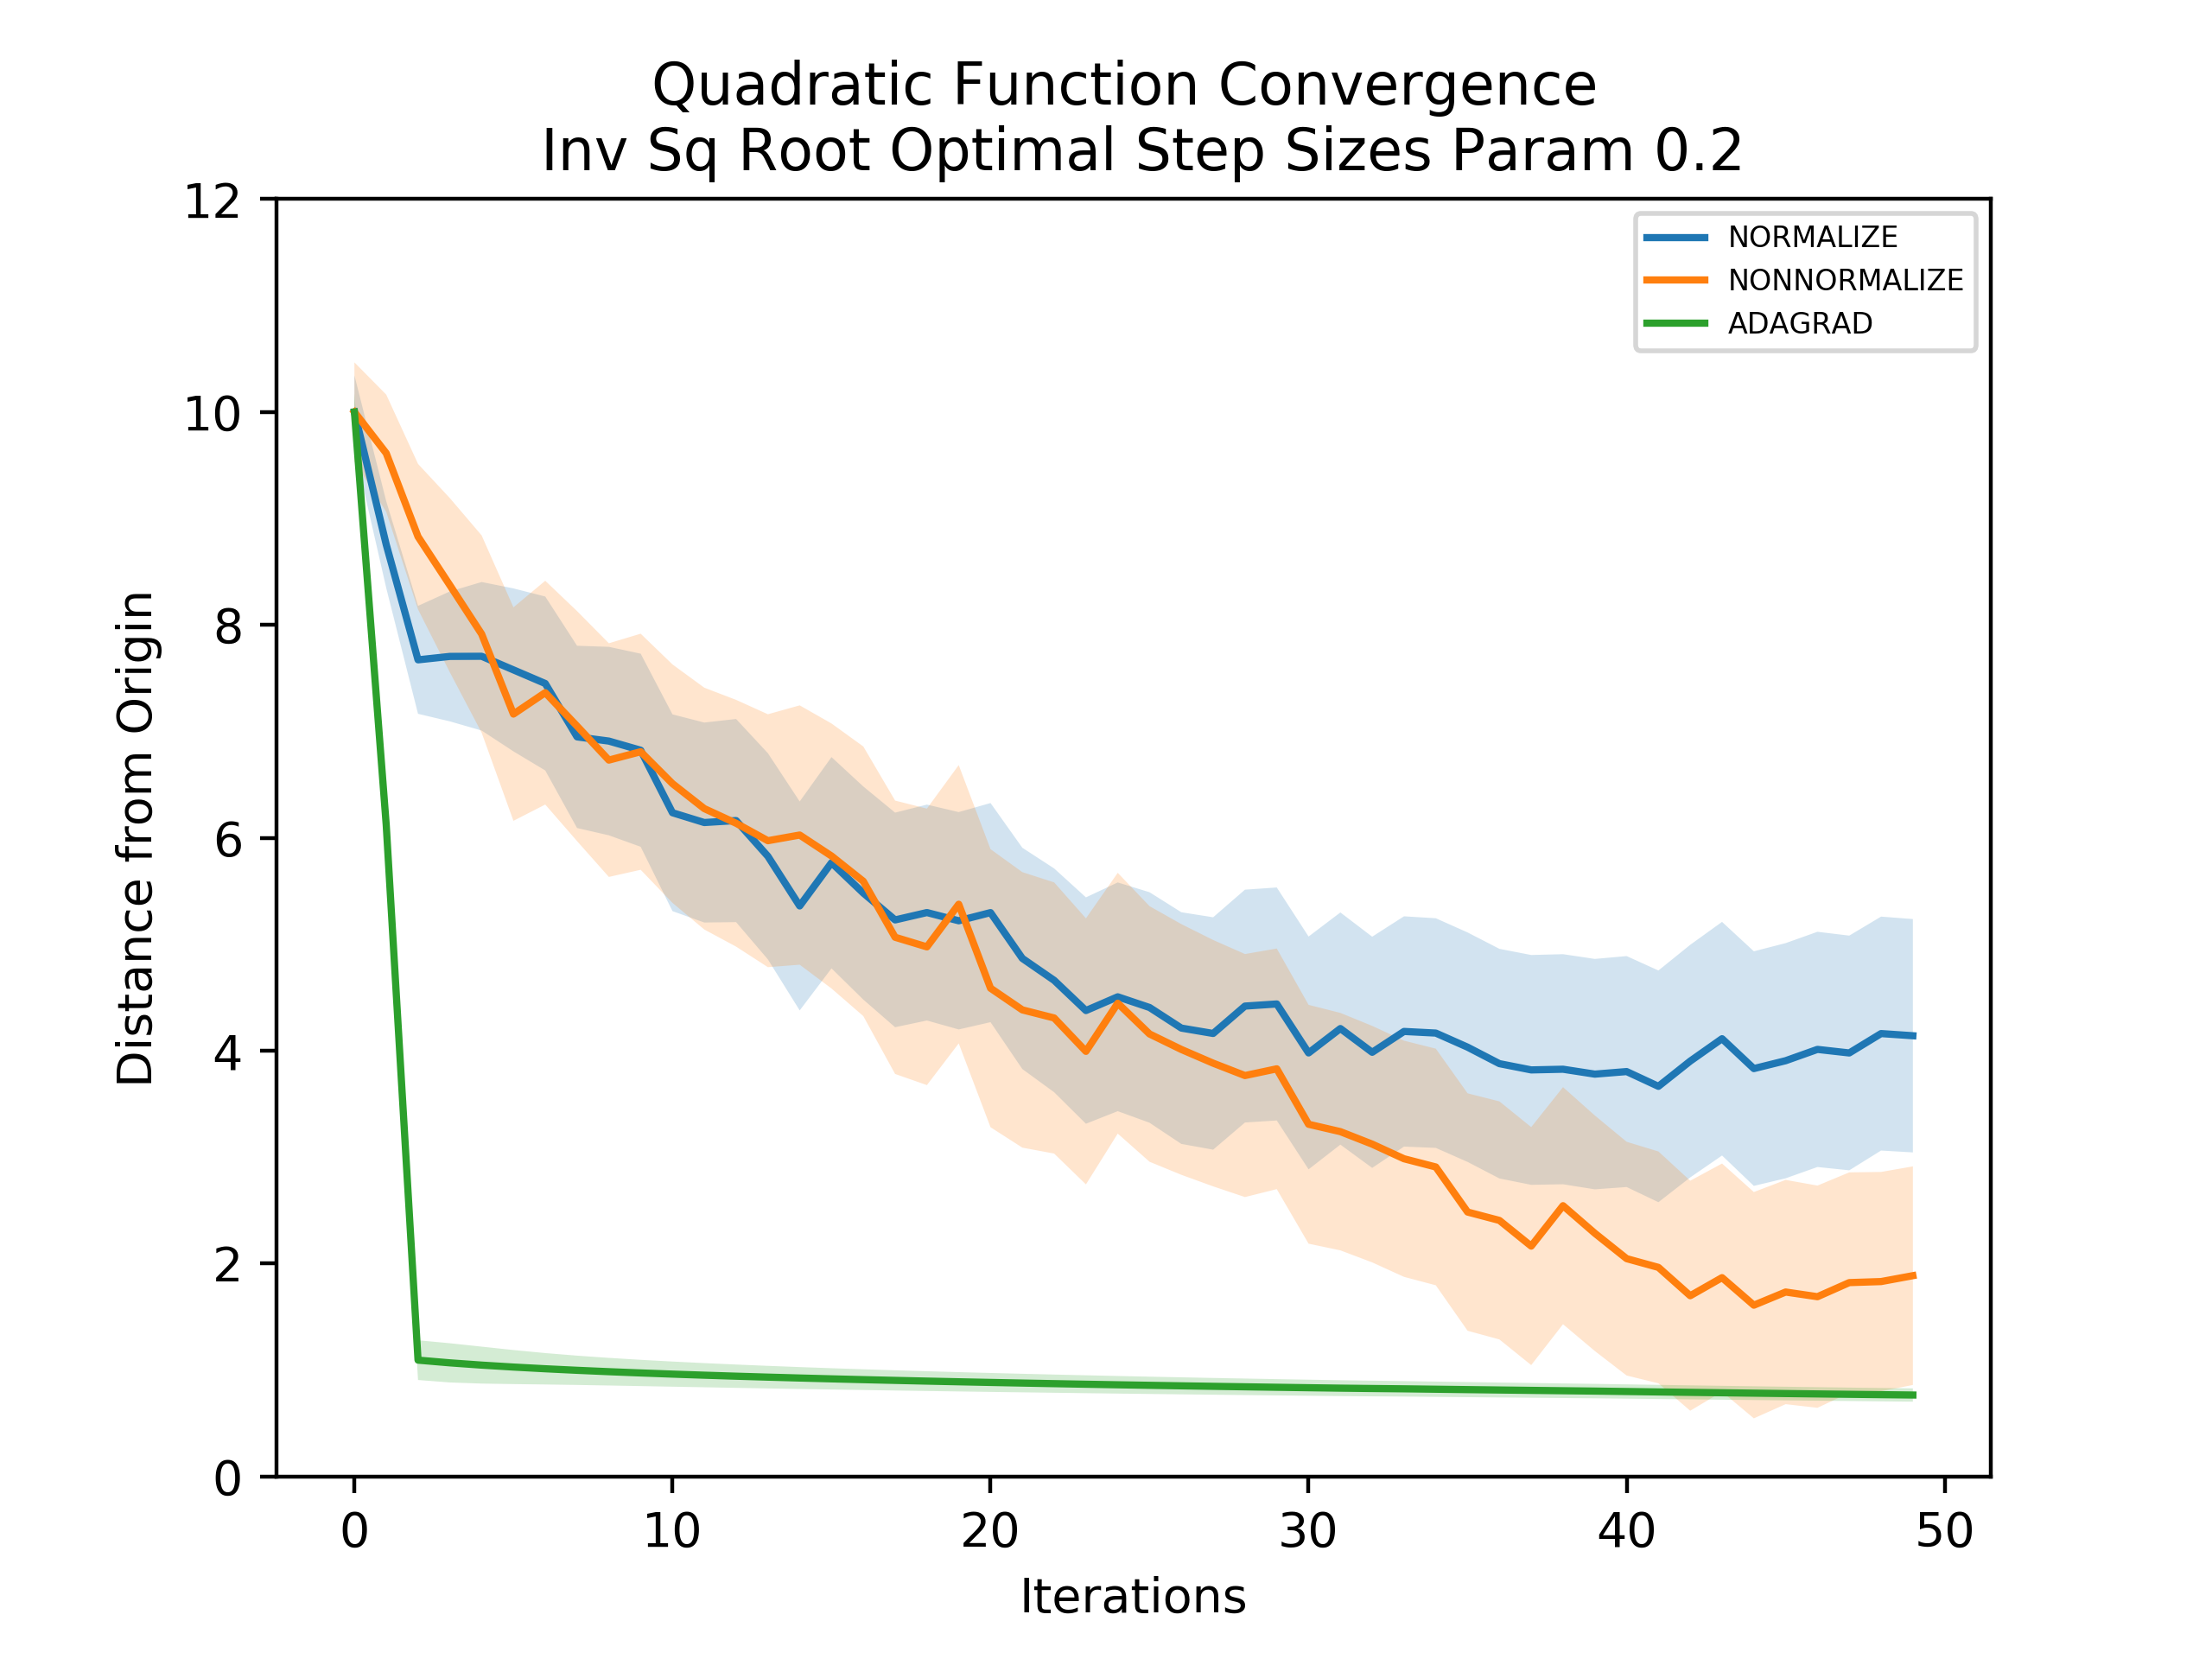 Quadratic Function Convergence
Inv Sq Root Optimal Step Sizes Param 0.2
12
10
8
6
4
2
0
Distance from Origin
NORMALIZE
NONNORMALIZE
ADAGRAD
0 10 20 30 40 50
Iterations